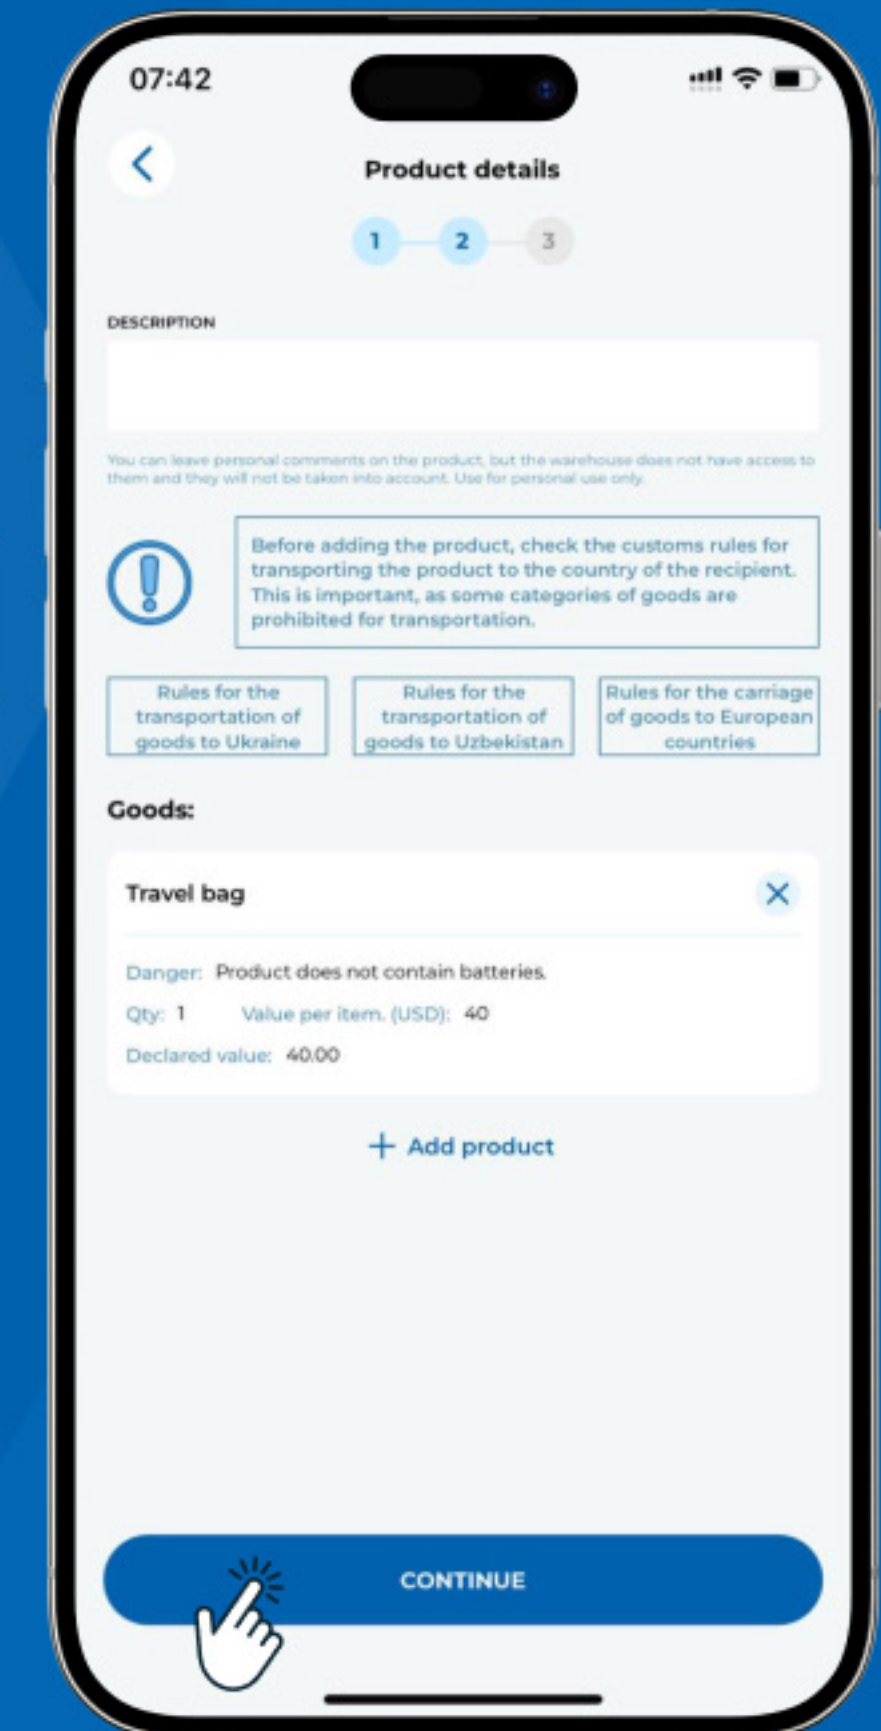 07:42
Product details
1 2 3
DESCRIPTION
You can leave personal comments on the product, but the warehouse does not have access to
them and they will not be taken into account. Use for personal use only.
Before adding the product, check the customs rules for
transporting the product to the country of the recipient.
This is important, as some categories of goods are
prohibited for transportation.
Rules for the
transportation of
goods to Ukraine
Rules for the
transportation of
goods to Uzbekistan
Rules for the carriage
of goods to European
countries
Goods:
Travel bag
Danger: Product does not contain batteries.
Qty: 1 Value per item. (USD): 40
Declared value: 40.00
+ Add product
CONTINUE